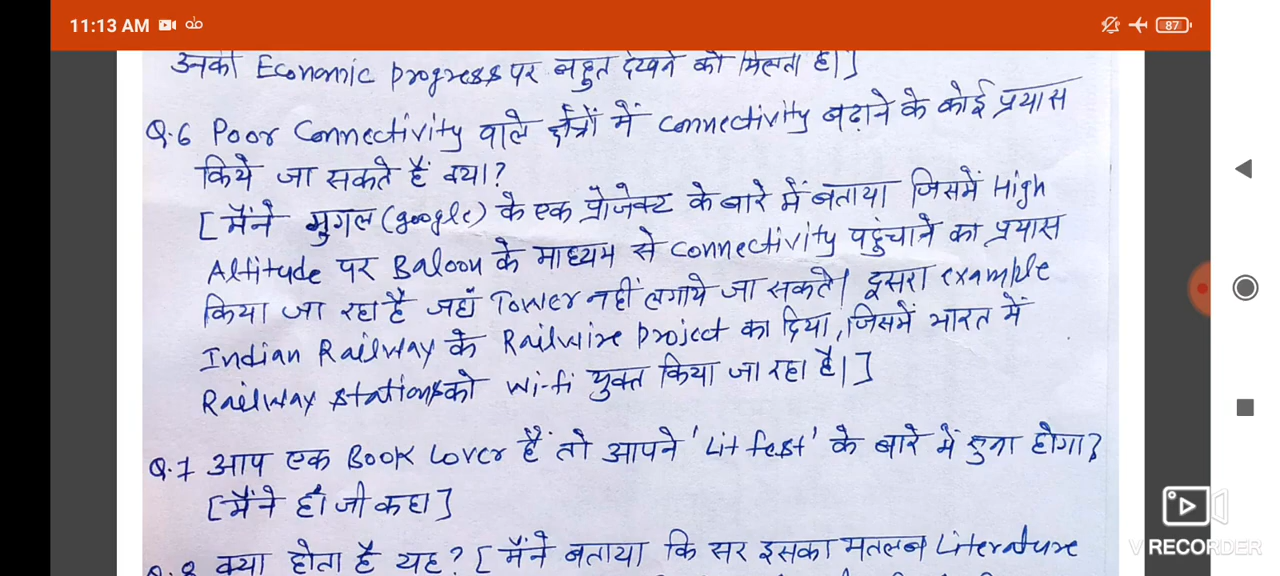 11:13 AM
87
उनकी Economic progress पर बहुत देखने को मिलता है।]
Q.6 Poor Connectivity वाले क्षेत्रों में Connectivity बढ़ाने के कोई प्रयास
किये जा सकते हैं क्या?
[मैंने गुगल (google) के एक प्रोजेक्ट के बारे में बताया जिसमें High
Altitude पर Baloon के माध्यम से Connectivity पहुंचाने का प्रयास
किया जा रहा है जहाँ Tower नहीं लगाये जा सकते। दूसरा example
Indian Railway के Railwire project का दिया, जिसमें भारत में
Railway stations को Wi-fi युक्त किया जा रहा है।]
Q.7 आप एक Book Lover हैं तो आपने 'Lit fest' के बारे में सुना होगा?
[मैंने हाँ जी कहा]
Q.8 क्या होता है यह? [मैंने बताया कि सर इसका मतलब Literature
V RECORDER